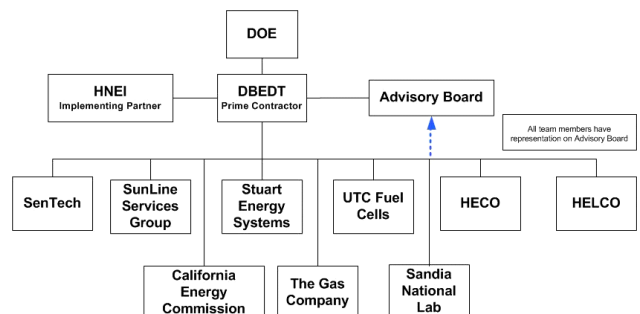 DOE
HNEI
Implementing Partner
DBEDT
Prime Contractor
Advisory Board
All team members have
representation on Advisory Board
SenTech
SunLine
Services
Group
Stuart
Energy
Systems
UTC Fuel
Cells
HECO
HELCO
California
Energy
Commission
The Gas
Company
Sandia
National
Lab